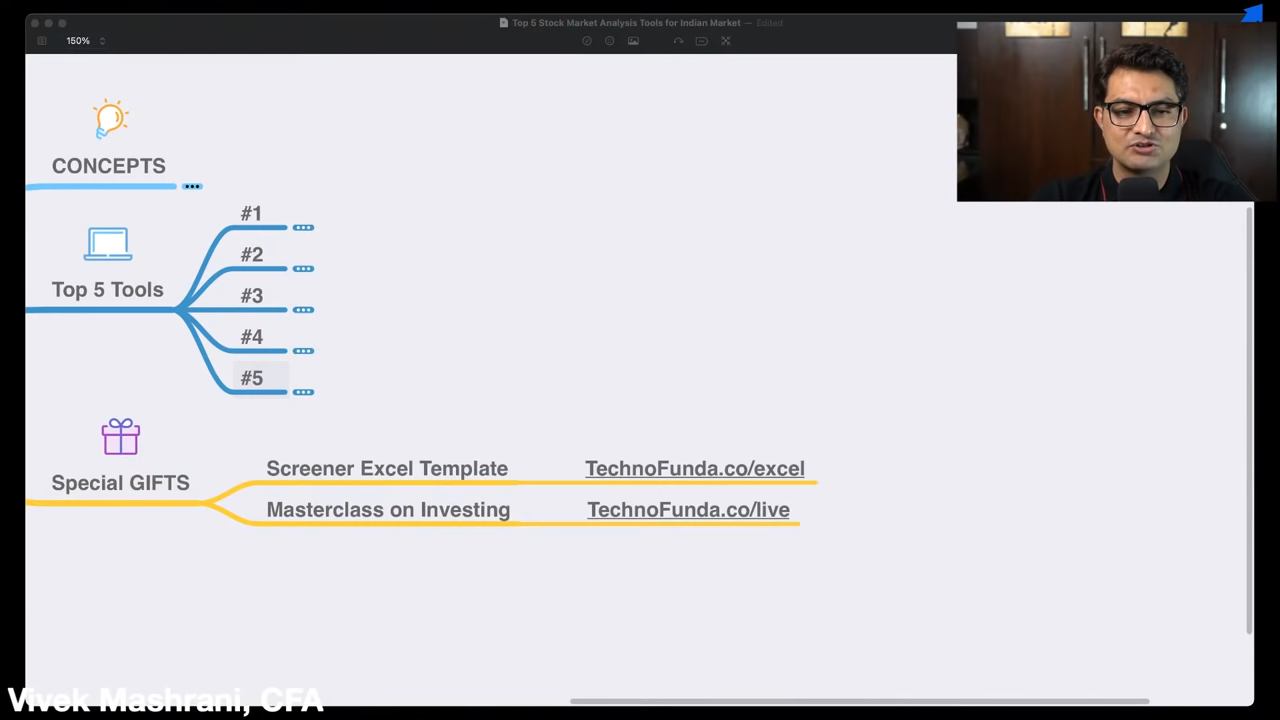 Top 5 Stock Market Analysis Tools for Indian Market — Edited
150%
CONCEPTS
#1
#2
Top 5 Tools
#3
#4
#5
Special GIFTS
Screener Excel Template
TechnoFunda.co/excel
Masterclass on Investing
TechnoFunda.co/live
Vivek Mashrani, CFA